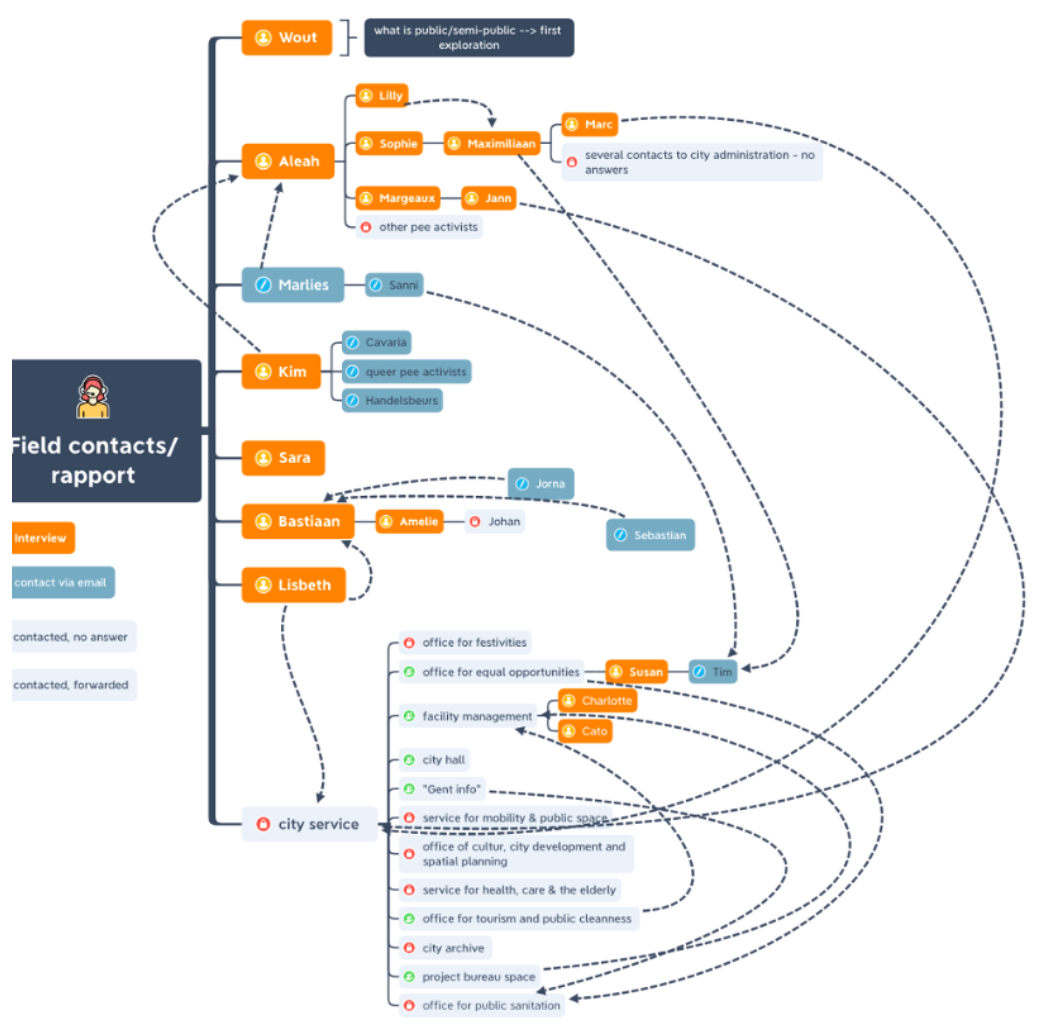 Wout
what is public/semi-public --> first
exploration
Lilly
Marc
Sophie
Maximiliaan
Aleah
several contacts to city administration - no
answers
Margeaux
Jann
other pee activists
Marlies
Sanni
Cavaria
Kim
queer pee activists
Handelsbeurs
Field contacts/
rapport
Sara
Jorna
Bastiaan
Amelie
Johan
Sebastian
Interview
contact via email
Lisbeth
contacted, no answer
contacted, forwarded
office for festivities
office for equal opportunities
Susan
Tim
Charlotte
facility management
Cato
city hall
"Gent info"
service for mobility & public space
city service
office of cultur, city development and
spatial planning
service for health, care & the elderly
office for tourism and public cleanness
city archive
project bureau space
office for public sanitation